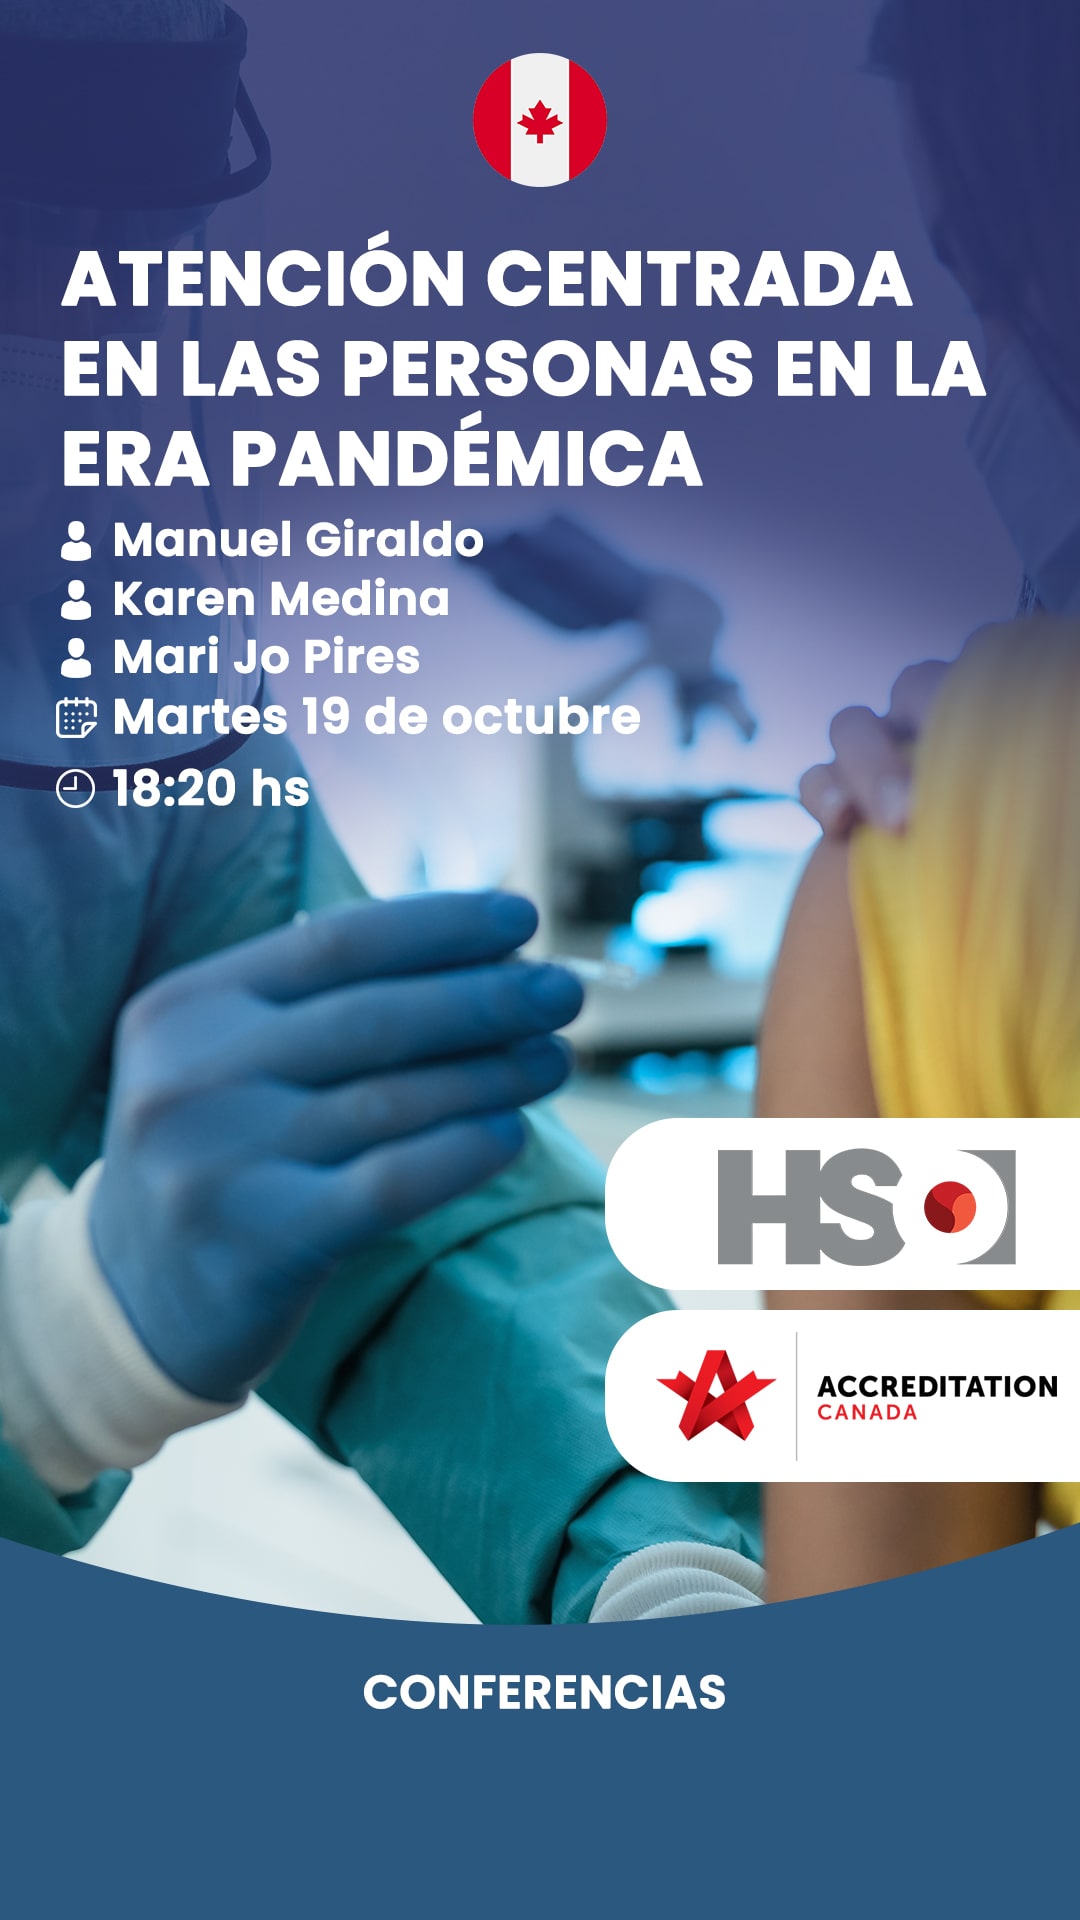 ATENCIÓN CENTRADA
EN LAS PERSONAS EN LA
ERA PANDÉMICA
Manuel Giraldo
Karen Medina
Mari Jo Pires
Martes 19 de octubre
18:20 hs
HSO
ACCREDITATION
CANADA
CONFERENCIAS